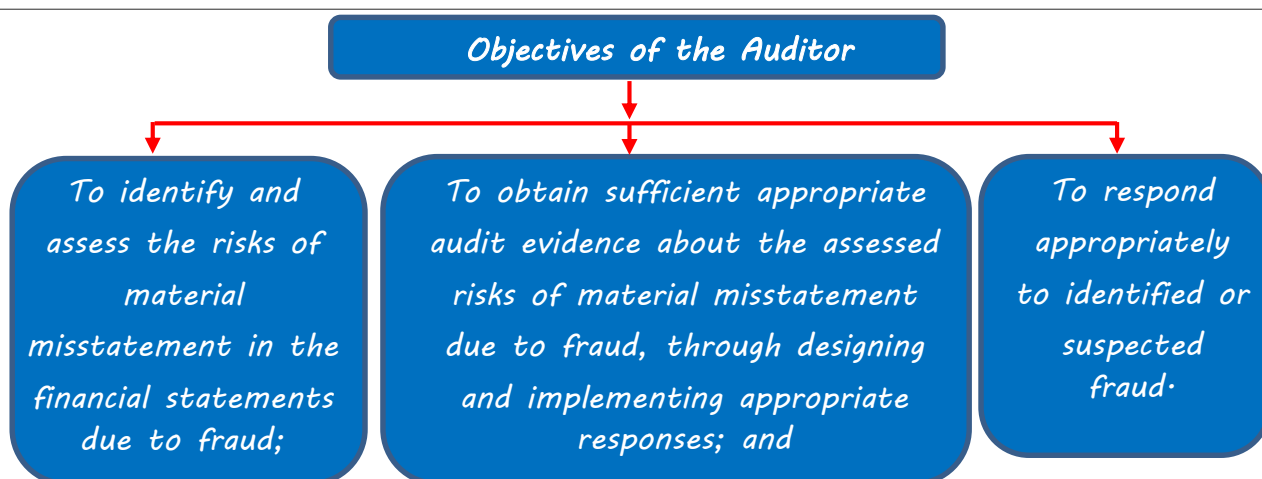 Objectives of the Auditor
To identify and
assess the risks of
material
misstatement in the
financial statements
due to fraud;
To obtain sufficient appropriate
audit evidence about the assessed
risks of material misstatement
due to fraud, through designing
and implementing appropriate
responses; and
To respond
appropriately
to identified or
suspected
fraud.